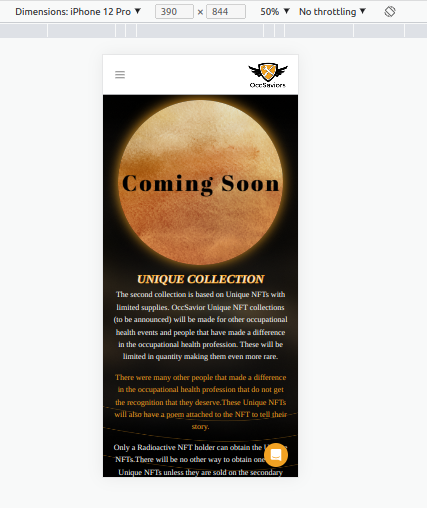 Dimensions: iPhone 12 Pro ▼ 390 × 844 50% ▼ No throttling ▼
OccSaviors
Coming Soon
UNIQUE COLLECTION
The second collection is based on Unique NFTs with
limited supplies. OccSavior Unique NFT collections
(to be announced) will be made for other occupational
health events and people that have made a difference
in the occupational health profession. These will be
limited in quantity making them even more rare.
There were many other people that made a difference
in the occupational health profession that do not get
the recognition that they deserve.These Unique NFTs
will also have a poem attached to the NFT to tell their
story.
Only a Radioactive NFT holder can obtain the
NFTs.There will be no other way to obtain
Unique NFTs unless they are sold on the secondary